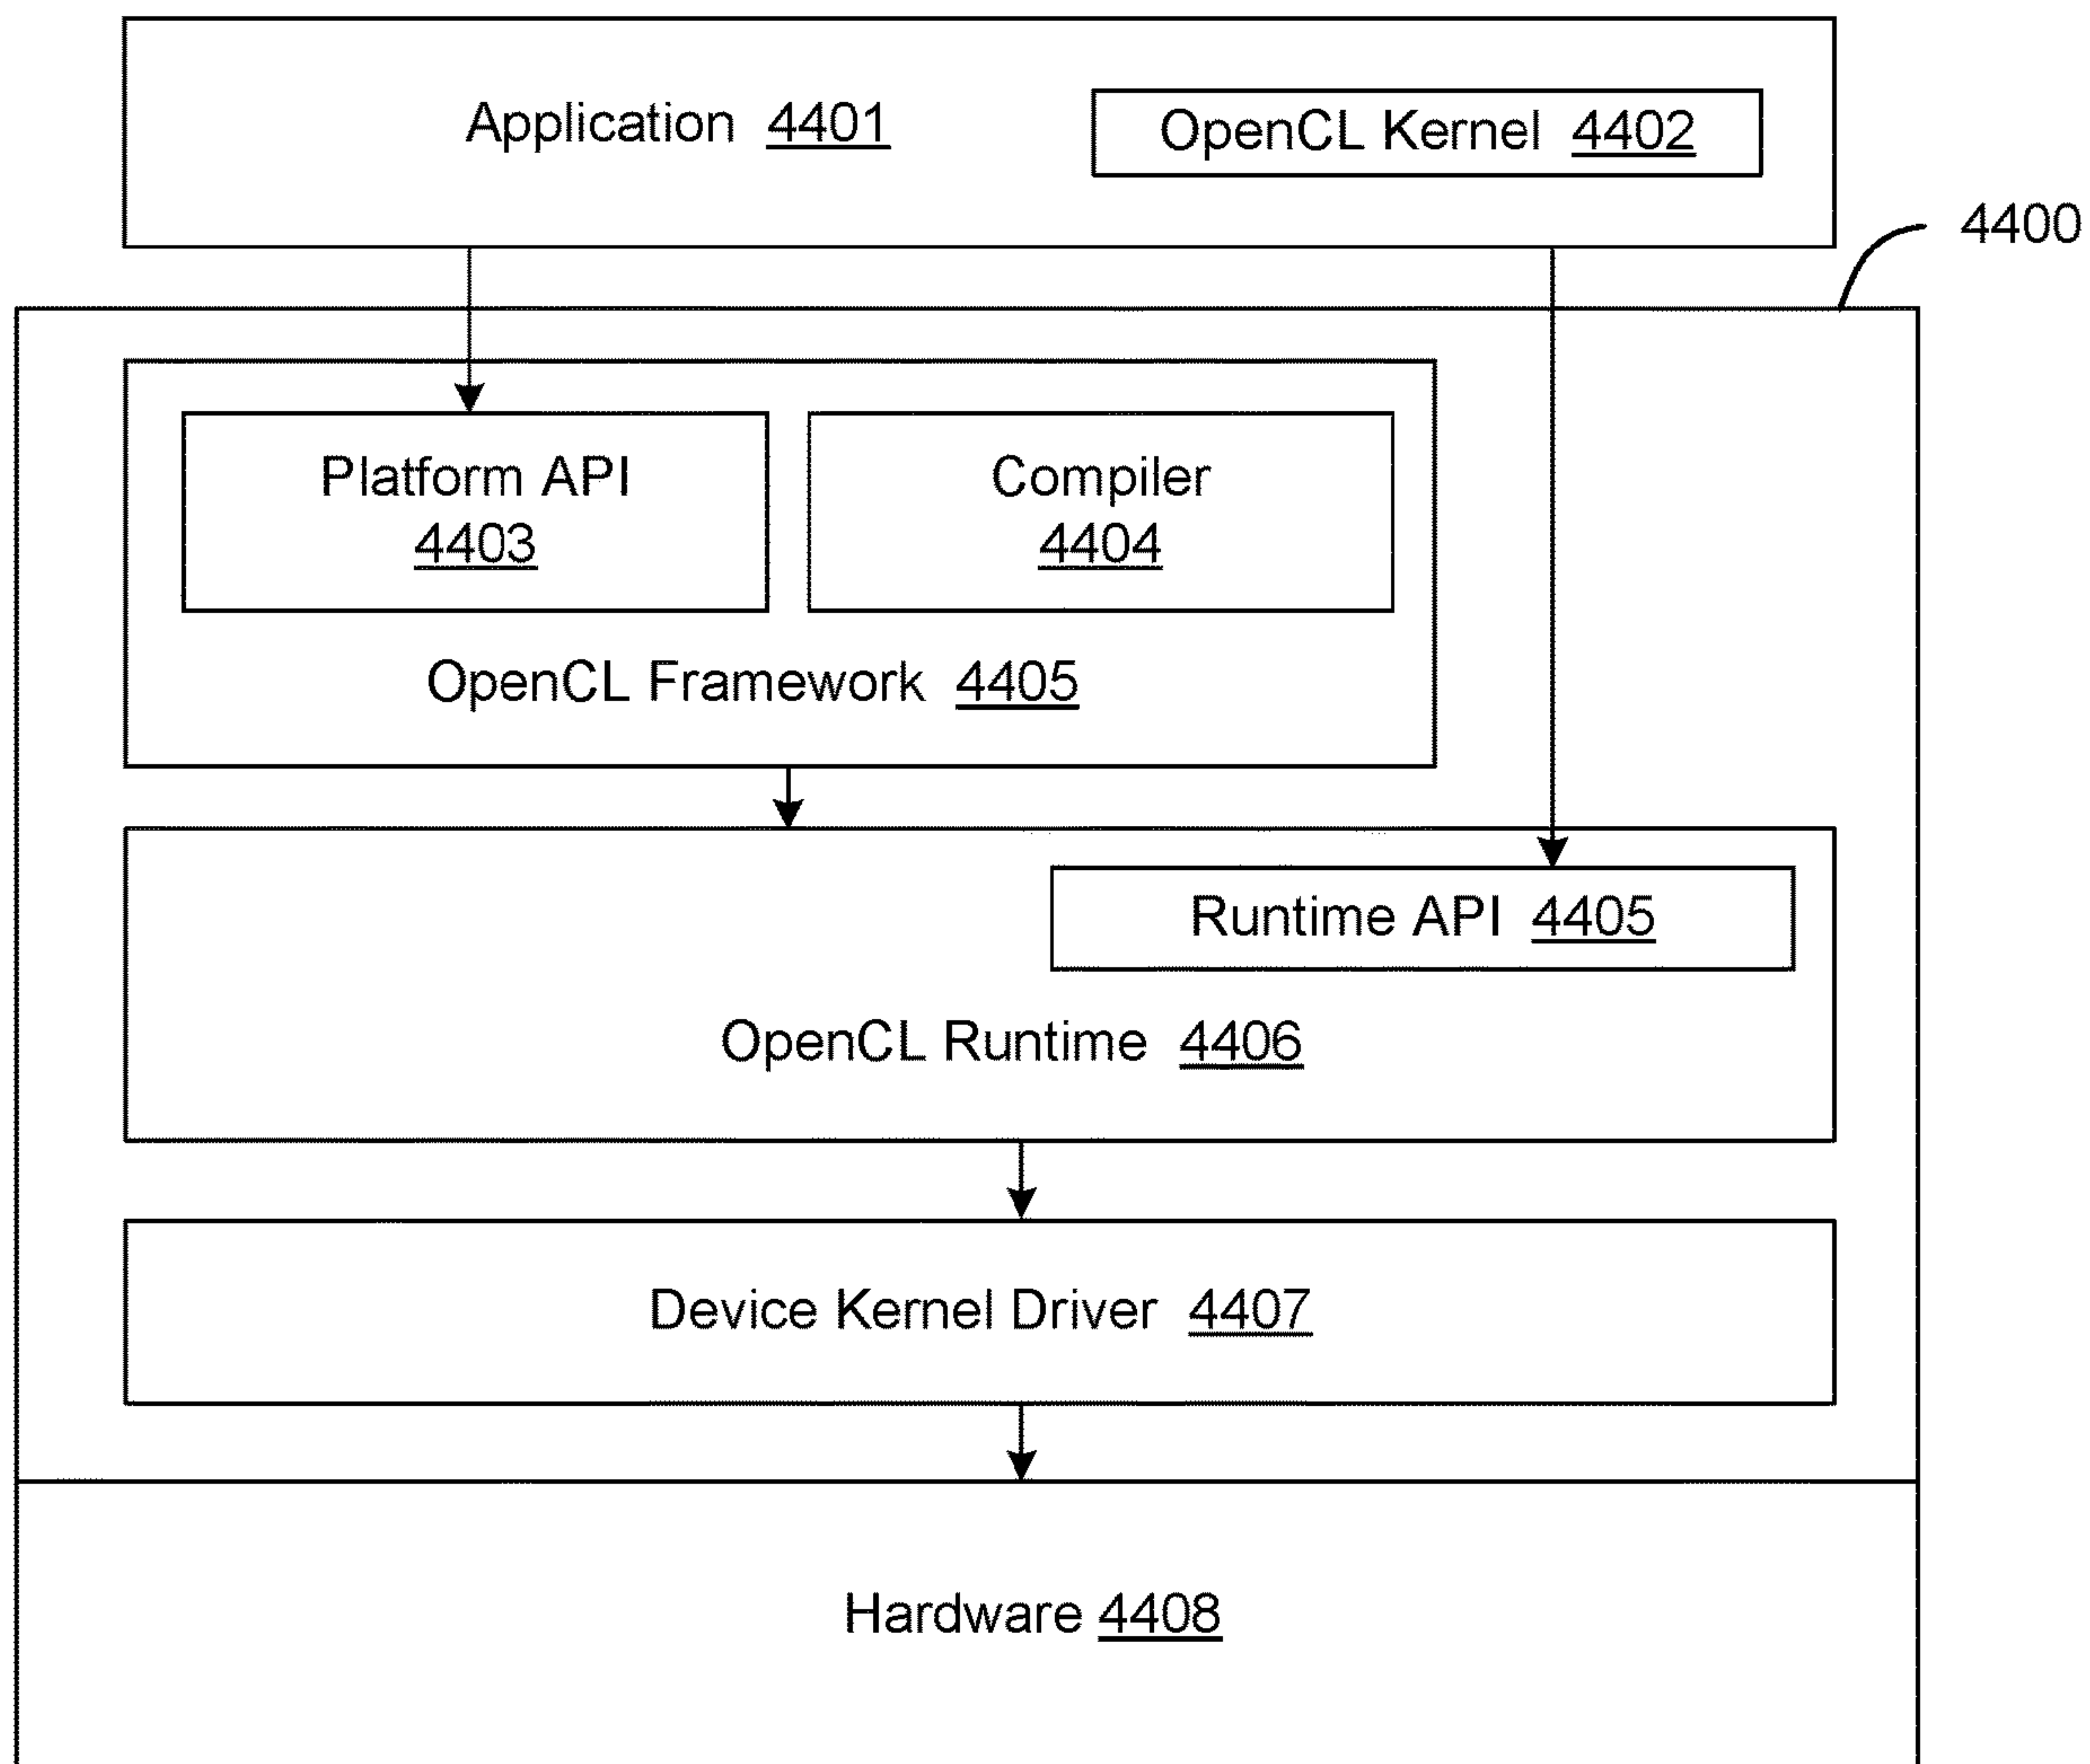 Application 4401
OpenCL Kernel 4402
4400
Platform API
4403
Compiler
4404
OpenCL Framework 4405
Runtime API 4405
OpenCL Runtime 4406
Device Kernel Driver 4407
Hardware 4408